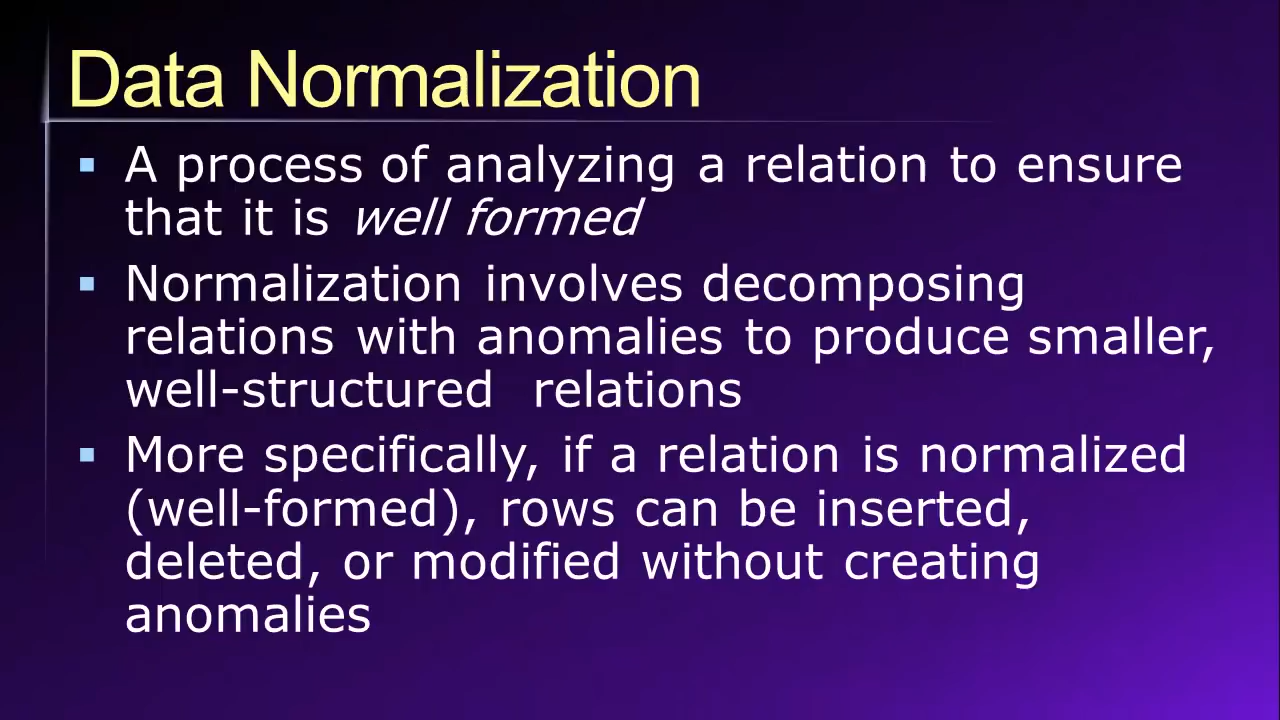 Data Normalization
▪ A process of analyzing a relation to ensure
that it is well formed
▪ Normalization involves decomposing
relations with anomalies to produce smaller,
well-structured relations
▪ More specifically, if a relation is normalized
(well-formed), rows can be inserted,
deleted, or modified without creating
anomalies